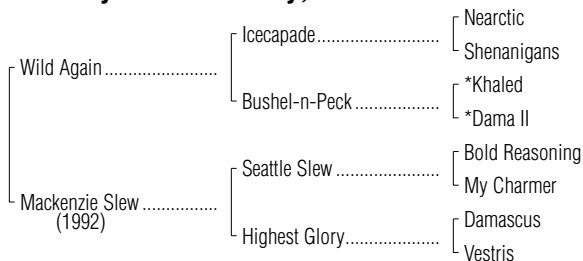 Nearctic
Icecapade
Shenanigans
Wild Again
*Khaled
Bushel-n-Peck
*Dama II
Bold Reasoning
Seattle Slew
My Charmer
Mackenzie Slew
(1992)
Damascus
Highest Glory
Vestris